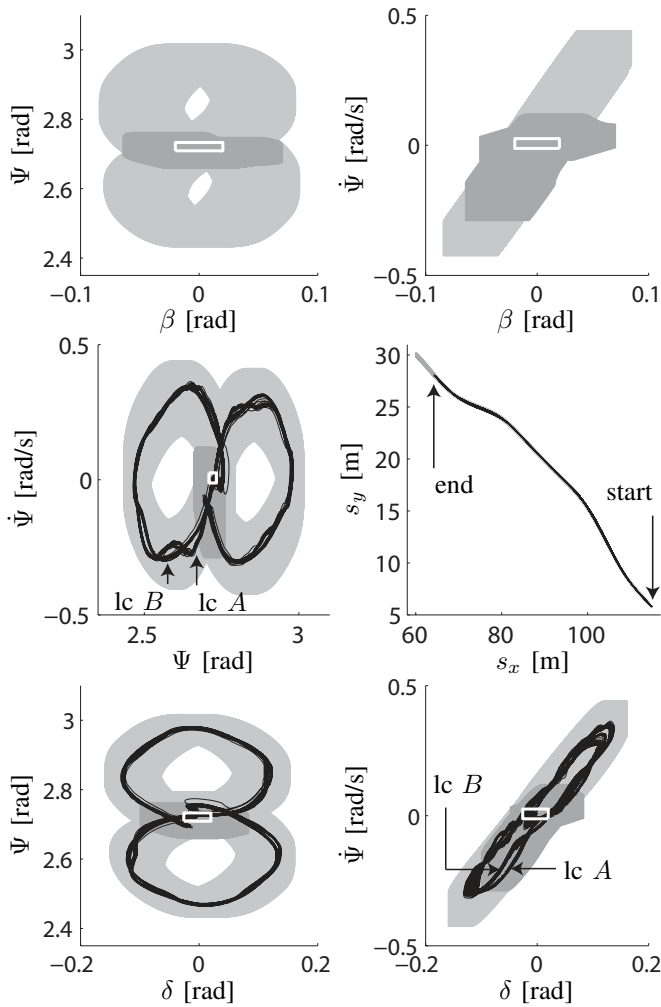 3
2.8
2.6
2.4
Ψ [rad]
−0.1
0
0.1
β [rad]
0.5
0
−0.5
Ψ̇ [rad/s]
−0.1
0
0.1
β [rad]
0.5
0
−0.5
Ψ̇ [rad/s]
lc B
lc A
2.5
3
Ψ [rad]
30
25
20
15
10
5
s_y [m]
end
start
60
80
100
s_x [m]
3
2.8
2.6
2.4
Ψ [rad]
−0.2
0
0.2
δ [rad]
0.5
0
−0.5
Ψ̇ [rad/s]
lc B
lc A
−0.2
0
0.2
δ [rad]